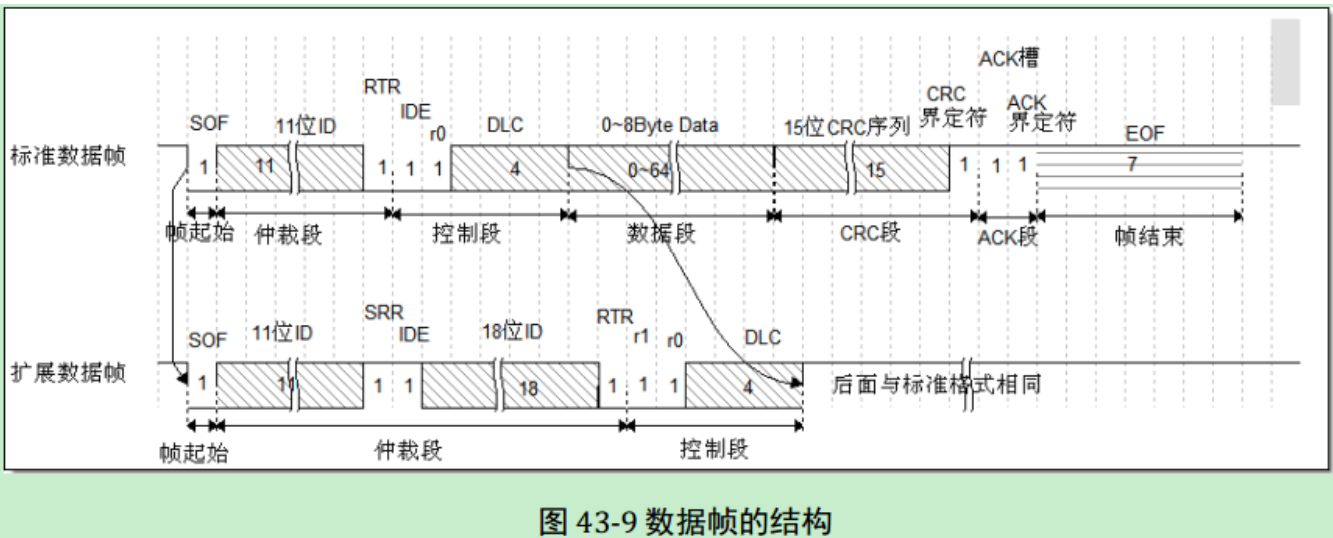 ACK槽
RTR
CRC
ACK
IDE
SOF 11位ID r0 DLC 0~8Byte Data 15位CRC序列 界定符 界定符 EOF
标准数据帧 1 11 1 1 1 4 0~64 15 1 1 1 7
帧起始 仲裁段 控制段 数据段 CRC段 ACK段 帧结束
SRR RTR
SOF 11位ID IDE 18位ID r1 r0 DLC
扩展数据帧 1 11 1 1 18 1 1 1 4 后面与标准格式相同
帧起始 仲裁段 控制段
图 43-9 数据帧的结构